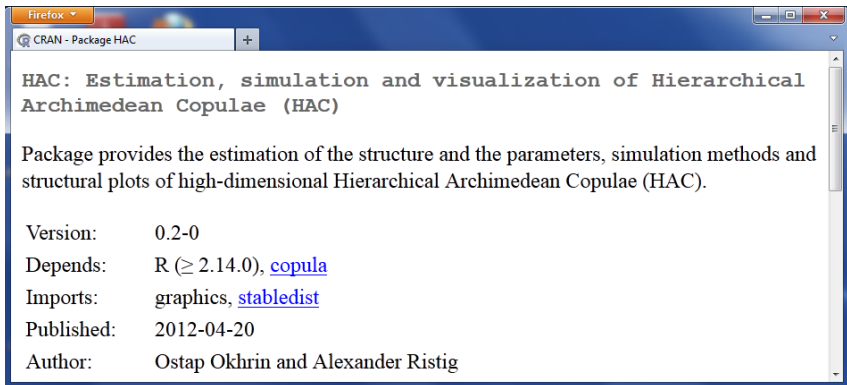 Firefox
CRAN - Package HAC
HAC: Estimation, simulation and visualization of Hierarchical
Archimedean Copulae (HAC)
Package provides the estimation of the structure and the parameters, simulation methods and
structural plots of high-dimensional Hierarchical Archimedean Copulae (HAC).
Version: 0.2-0
Depends: R (≥ 2.14.0), copula
Imports: graphics, stabledist
Published: 2012-04-20
Author: Ostap Okhrin and Alexander Ristig